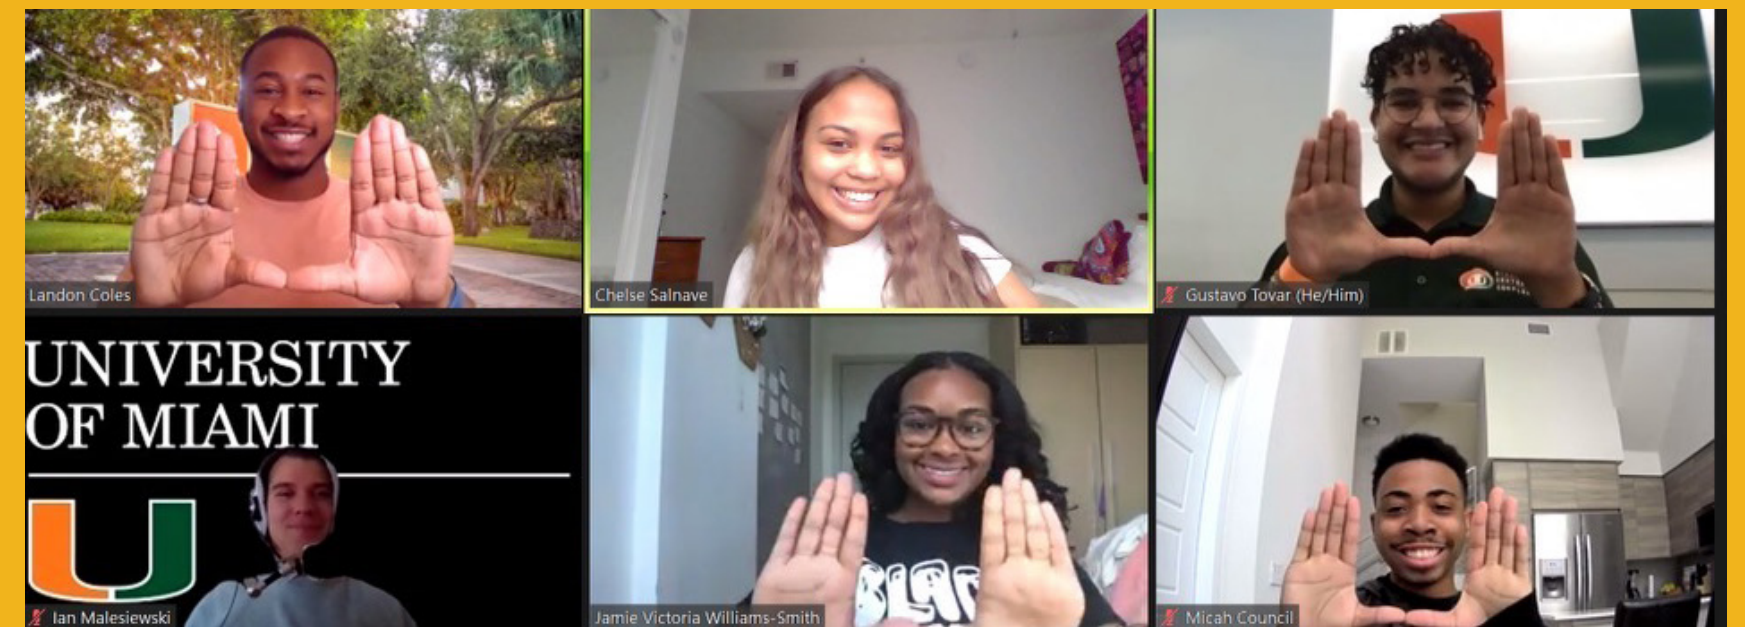 Landon Coles
Chelse Salnave
Gustavo Tovar (He/Him)
UNIVERSITY
OF MIAMI
Ian Malesiewski
Jamie Victoria Williams-Smith
Micah Council